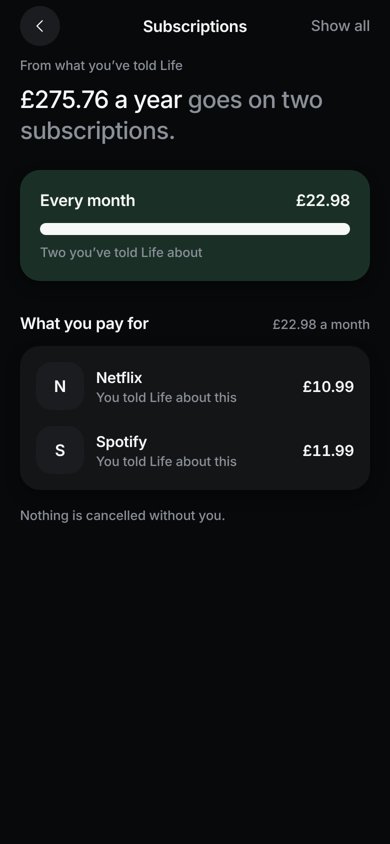 Subscriptions
Show all
From what you’ve told Life
£275.76 a year goes on two
subscriptions.
Every month
£22.98
Two you’ve told Life about
What you pay for
£22.98 a month
N
Netflix
You told Life about this
£10.99
S
Spotify
You told Life about this
£11.99
Nothing is cancelled without you.